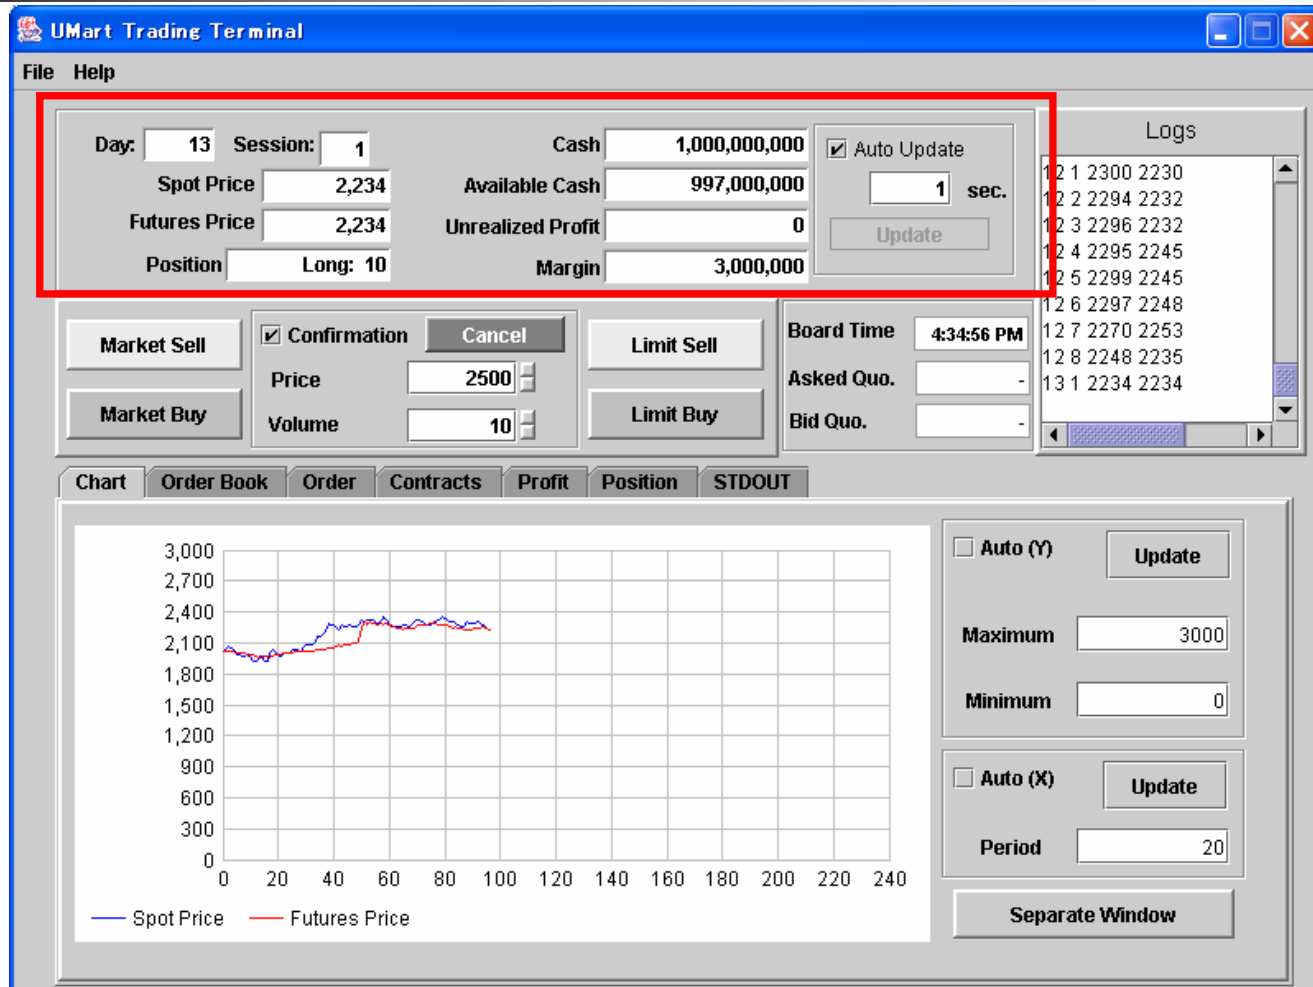 UMart Trading Terminal
File Help
Day: 13 Session: 1
Spot Price 2,234
Futures Price 2,234
Position Long: 10
Cash 1,000,000,000
Available Cash 997,000,000
Unrealized Profit 0
Margin 3,000,000
Auto Update
1 sec.
Update
Logs
12 1 2300 2230
12 2 2294 2232
12 3 2296 2232
12 4 2295 2245
12 5 2299 2245
12 6 2297 2248
12 7 2270 2253
12 8 2248 2235
13 1 2234 2234
Market Sell
Market Buy
Confirmation Cancel
Price 2500
Volume 10
Limit Sell
Limit Buy
Board Time 4:34:56 PM
Asked Quo. -
Bid Quo. -
Chart Order Book Order Contracts Profit Position STDOUT
3,000
2,700
2,400
2,100
1,800
1,500
1,200
900
600
300
0
0 20 40 60 80 100 120 140 160 180 200 220 240
Spot Price Futures Price
Auto (Y) Update
Maximum 3000
Minimum 0
Auto (X) Update
Period 20
Separate Window